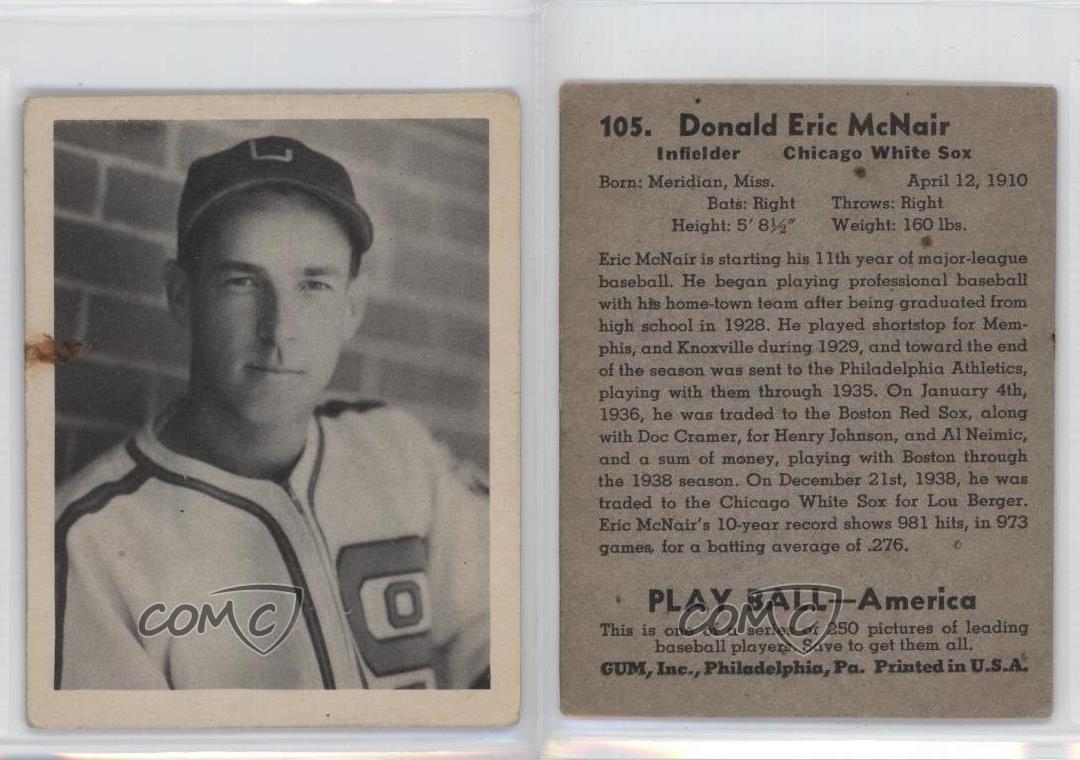 C
SOX
COMC
105. Donald Eric McNair
Infielder Chicago White Sox
Born: Meridian, Miss. April 12, 1910
Bats: Right Throws: Right
Height: 5' 8½" Weight: 160 lbs.
Eric McNair is starting his 11th year of major-league
baseball. He began playing professional baseball
with his home-town team after being graduated from
high school in 1928. He played shortstop for Mem-
phis, and Knoxville during 1929, and toward the end
of the season was sent to the Philadelphia Athletics,
playing with them through 1935. On January 4th,
1936, he was traded to the Boston Red Sox, along
with Doc Cramer, for Henry Johnson, and Al Neimic,
and a sum of money, playing with Boston through
the 1938 season. On December 21st, 1938, he was
traded to the Chicago White Sox for Lou Berger.
Eric McNair's 10-year record shows 981 hits, in 973
games, for a batting average of .276.
PLAY BALL—America
COMC
This is one of a series of 250 pictures of leading
baseball players. Save to get them all.
GUM, Inc., Philadelphia, Pa. Printed in U.S.A.